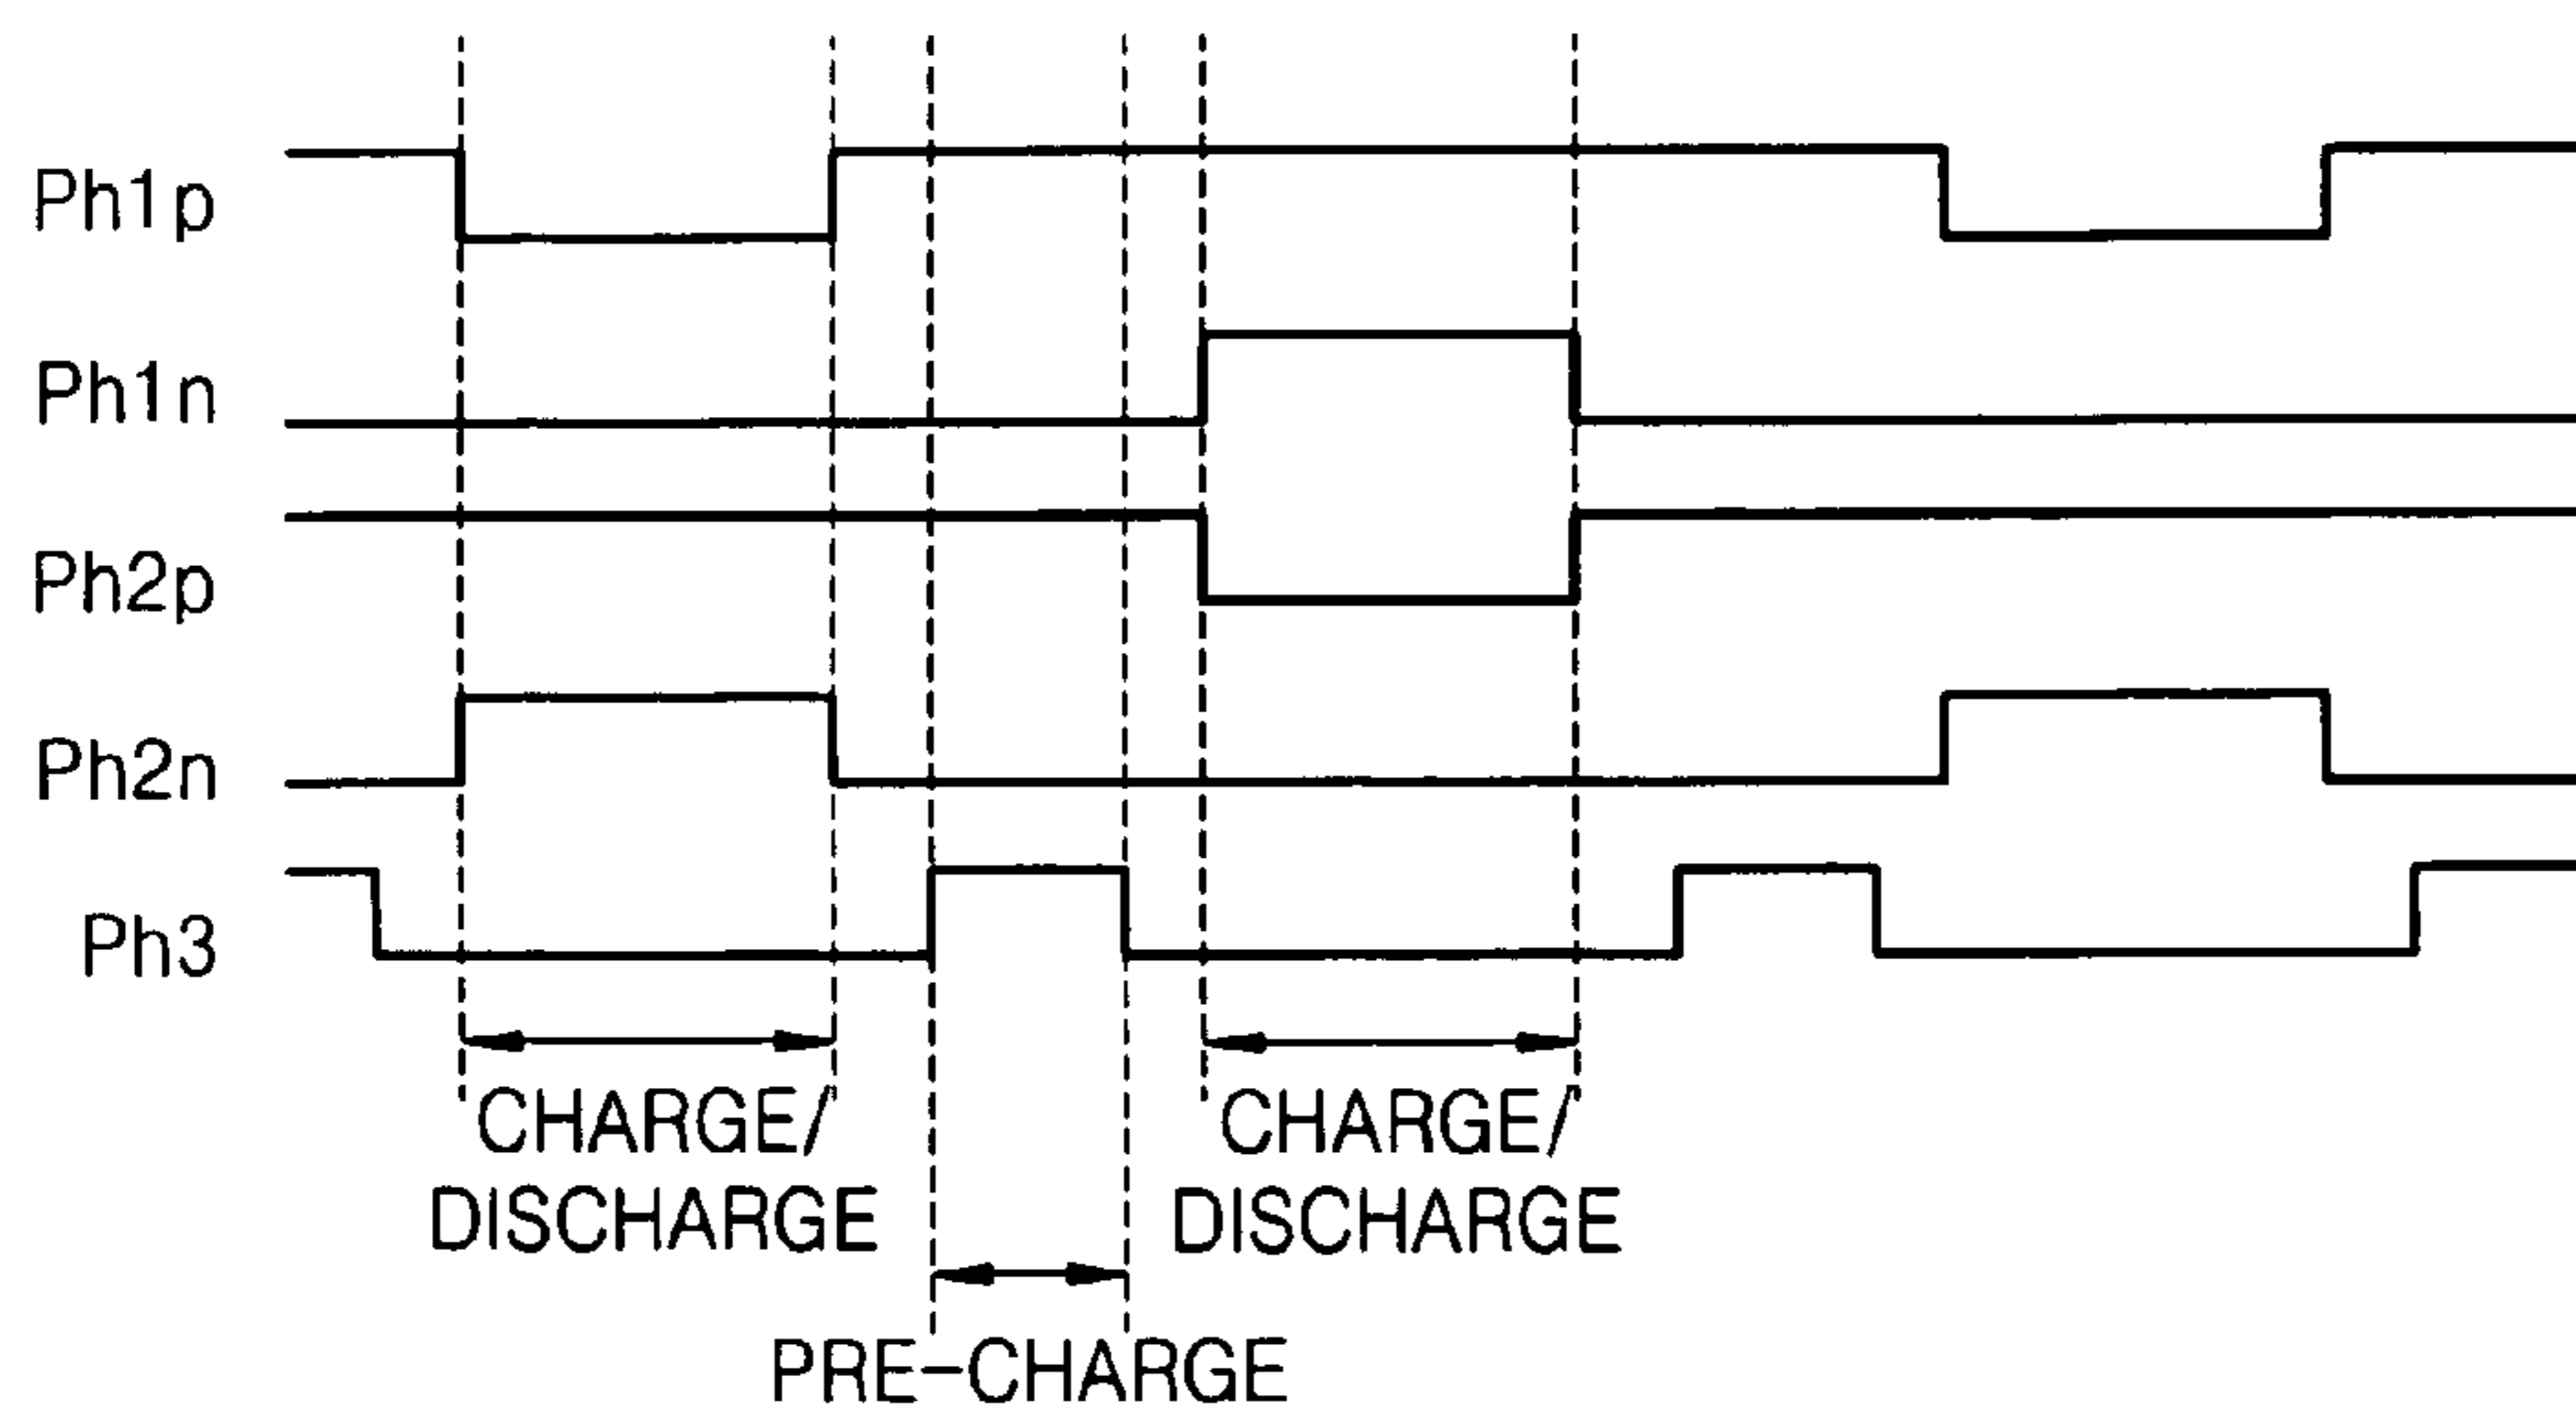 Ph1p
Ph1n
Ph2p
Ph2n
Ph3
CHARGE/
DISCHARGE
CHARGE/
DISCHARGE
PRE-CHARGE